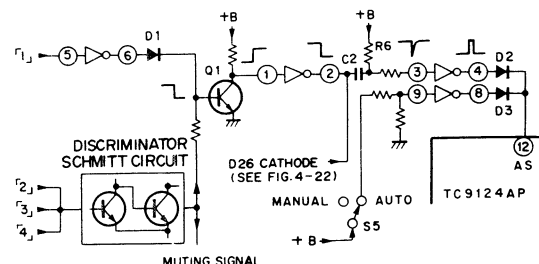 +B
+B
D1
R6
C2
D2
Q1
「1」
5
6
1
2
3
4
9
8
D3
DISCRIMINATOR
SCHMITT CIRCUIT
D26 CATHODE
(SEE FIG.4-22)
12
AS
「2」
「3」
「4」
MANUAL
AUTO
TC9124AP
S5
+B
MUTING SIGNAL